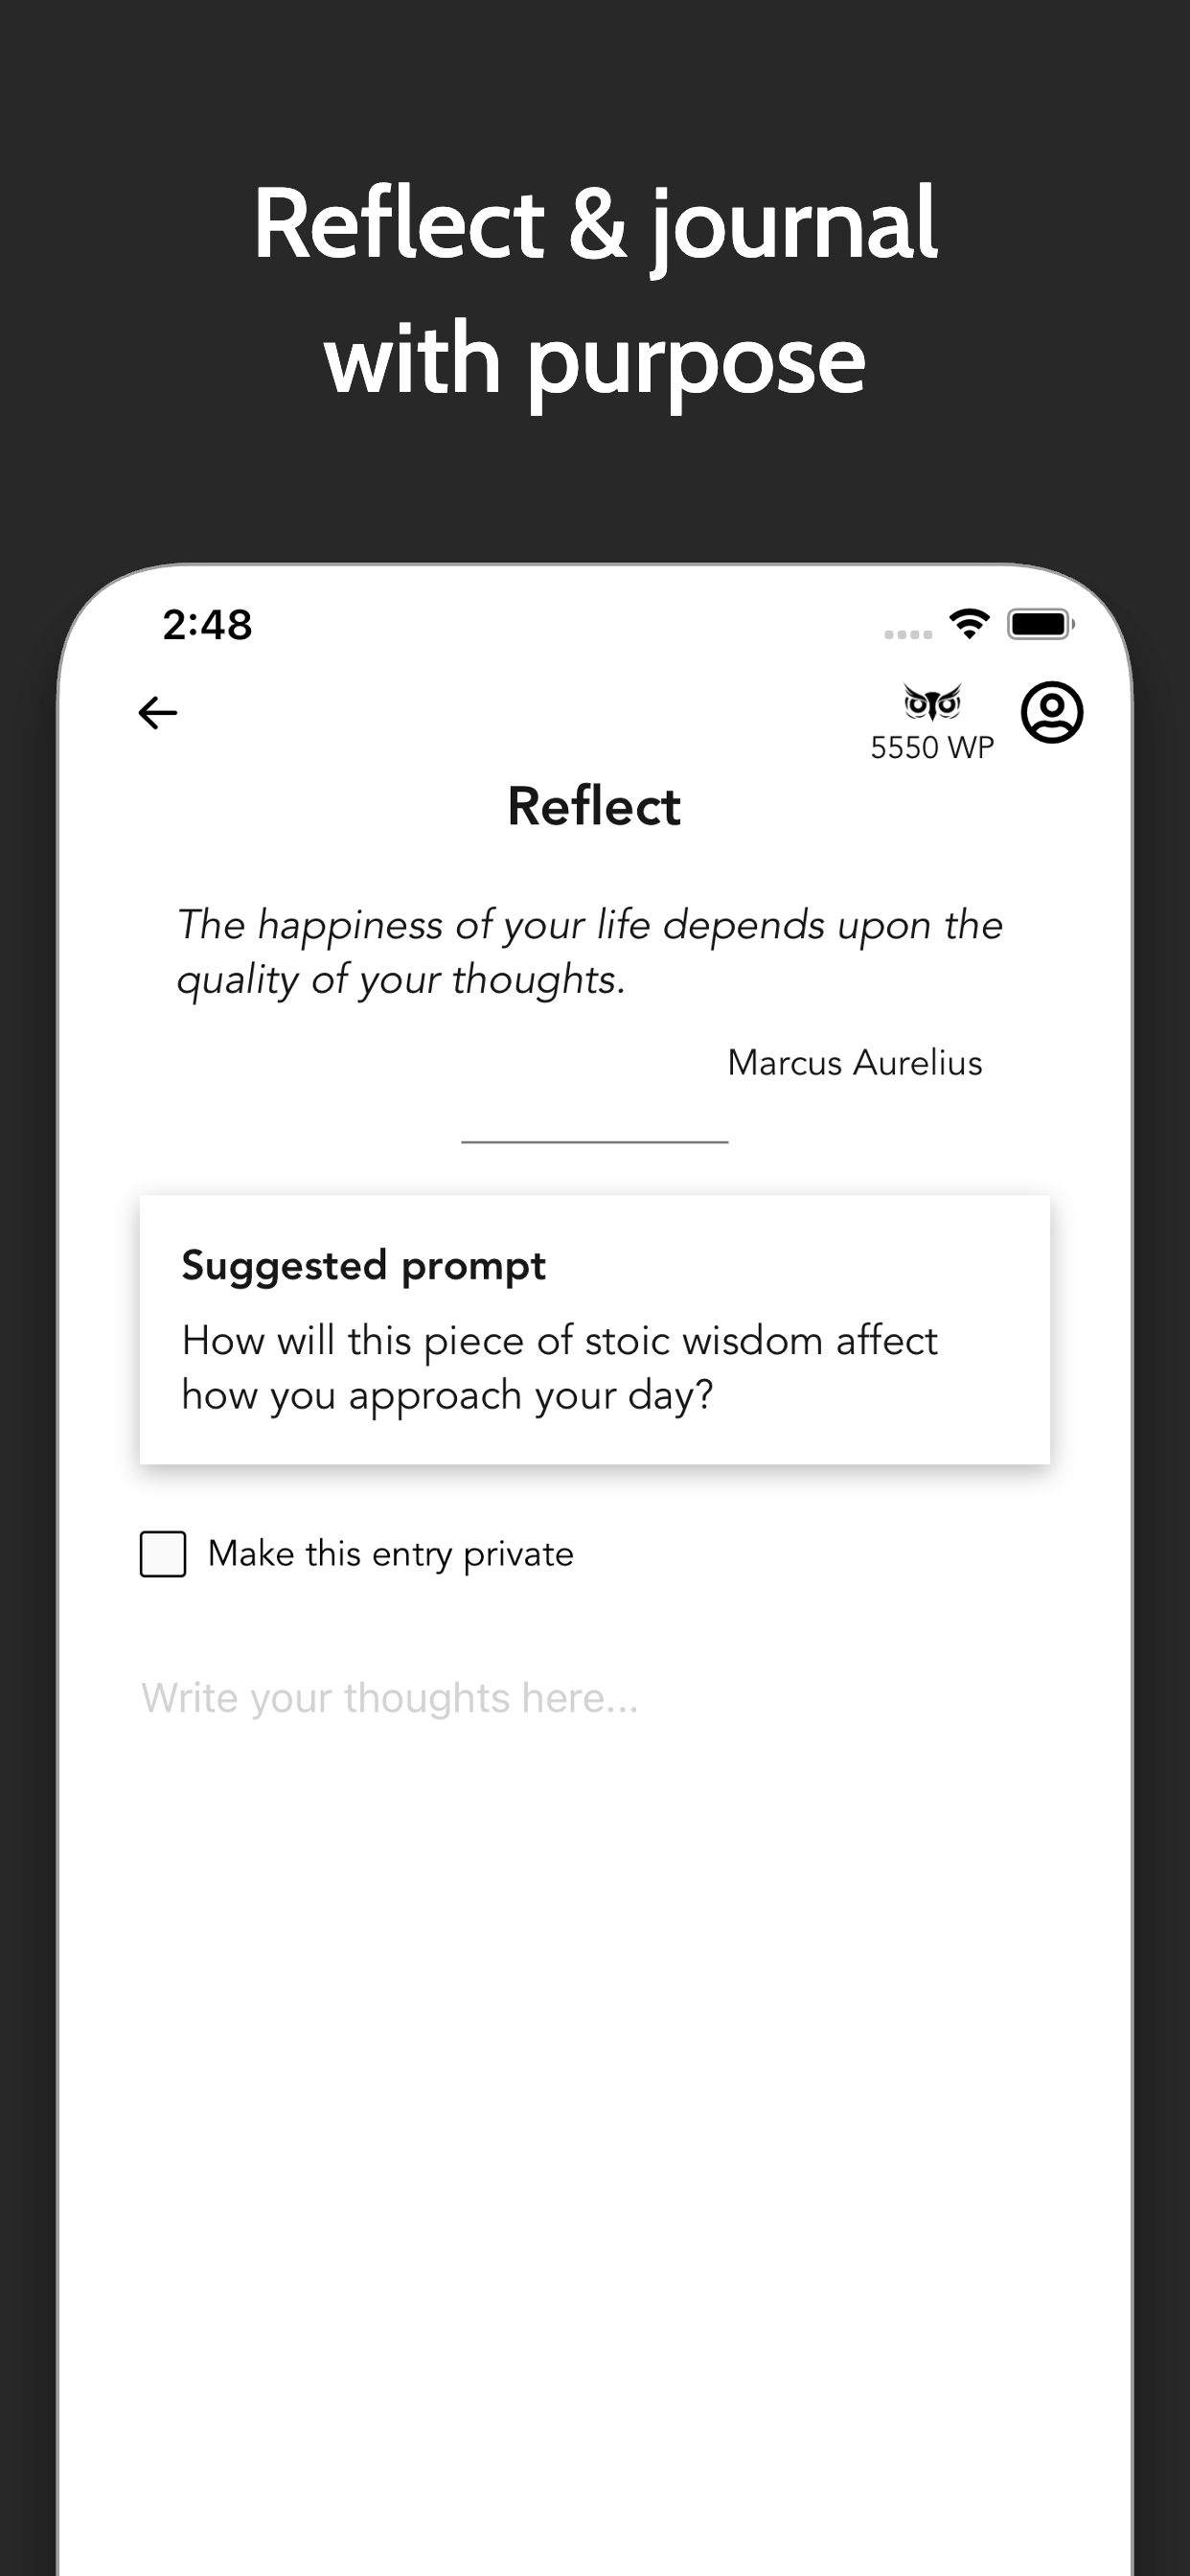 Reflect & journal
with purpose
2:48
5550 WP
Reflect
The happiness of your life depends upon the
quality of your thoughts.
Marcus Aurelius
Suggested prompt
How will this piece of stoic wisdom affect
how you approach your day?
Make this entry private
Write your thoughts here...